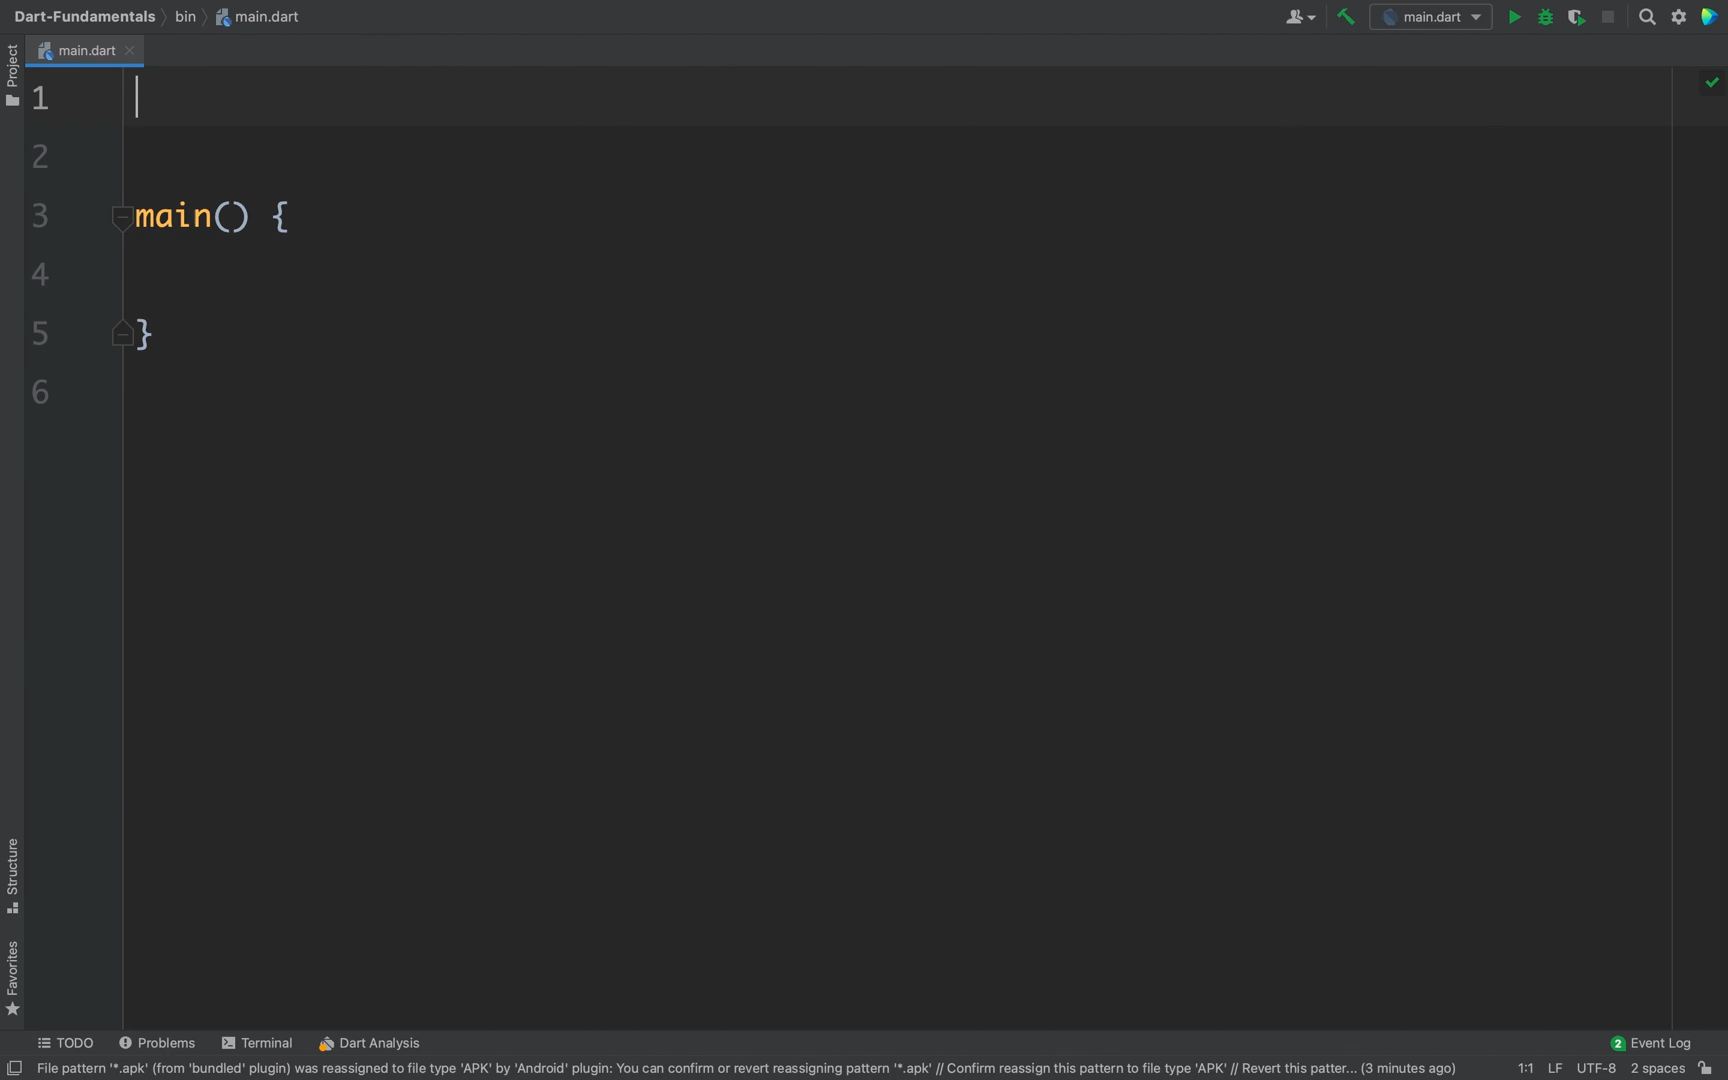 Dart-Fundamentals bin main.dart main.dart
main.dart
Project
1
2
3 main() {
4
5 }
6
Structure
Favorites
TODO Problems Terminal Dart Analysis 2 Event Log
File pattern '*.apk' (from 'bundled' plugin) was reassigned to file type 'APK' by 'Android' plugin: You can confirm or revert reassigning pattern '*.apk' // Confirm reassign this pattern to file type 'APK' // Revert this patter... (3 minutes ago) 1:1 LF UTF-8 2 spaces